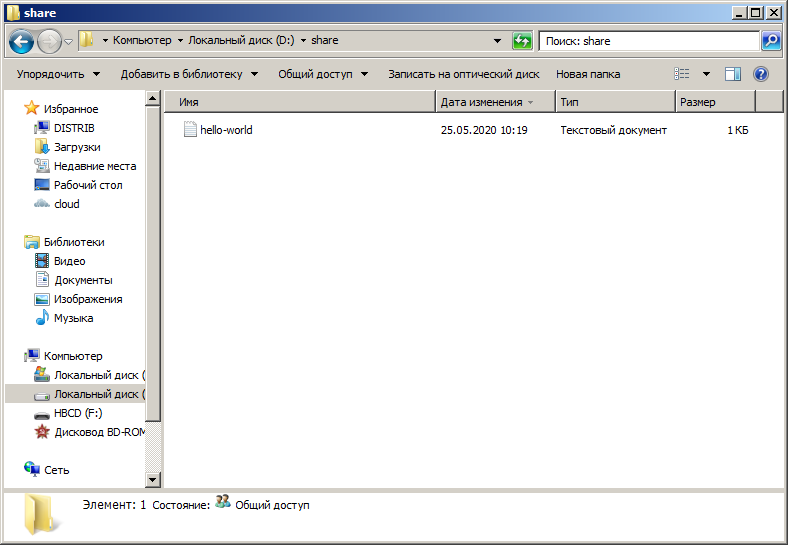 share
Компьютер Локальный диск (D:) share
Поиск: share
Упорядочить Добавить в библиотеку Общий доступ Записать на оптический диск Новая папка
Избранное
DISTRIB
Загрузки
Недавние места
Рабочий стол
cloud
Библиотеки
Видео
Документы
Изображения
Музыка
Компьютер
Локальный диск (
Локальный диск (
HBCD (F:)
Дисковод BD-ROM
Сеть
Имя Дата изменения Тип Размер
hello-world 25.05.2020 10:19 Текстовый документ 1 КБ
Элемент: 1 Состояние: Общий доступ